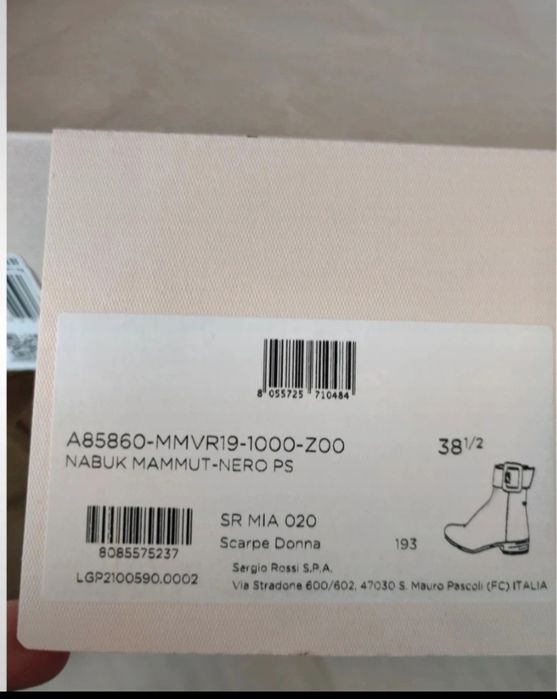 8 055725 710484
A85860-MMVR19-1000-Z00
38 1/2
NABUK MAMMUT-NERO PS
SR MIA 020
8085575237
Scarpe Donna
193
LGP2100590.0002
Sergio Rossi S.P.A.
Via Stradone 600/602, 47030 S. Mauro Pascoli (FC) ITALIA